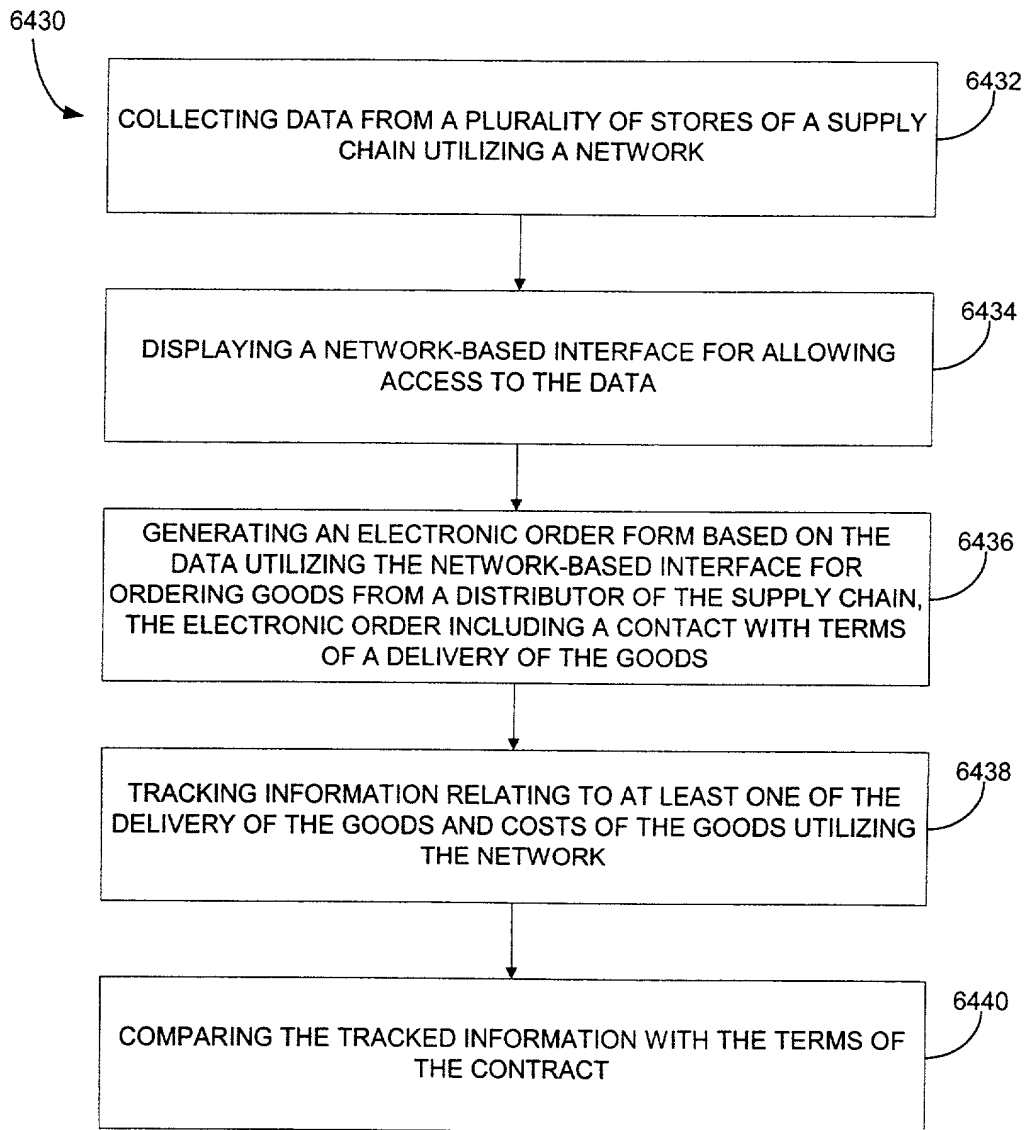 6430
6432
COLLECTING DATA FROM A PLURALITY OF STORES OF A SUPPLY
CHAIN UTILIZING A NETWORK
6434
DISPLAYING A NETWORK-BASED INTERFACE FOR ALLOWING
ACCESS TO THE DATA
6436
GENERATING AN ELECTRONIC ORDER FORM BASED ON THE
DATA UTILIZING THE NETWORK-BASED INTERFACE FOR
ORDERING GOODS FROM A DISTRIBUTOR OF THE SUPPLY CHAIN,
THE ELECTRONIC ORDER INCLUDING A CONTACT WITH TERMS
OF A DELIVERY OF THE GOODS
6438
TRACKING INFORMATION RELATING TO AT LEAST ONE OF THE
DELIVERY OF THE GOODS AND COSTS OF THE GOODS UTILIZING
THE NETWORK
6440
COMPARING THE TRACKED INFORMATION WITH THE TERMS OF
THE CONTRACT